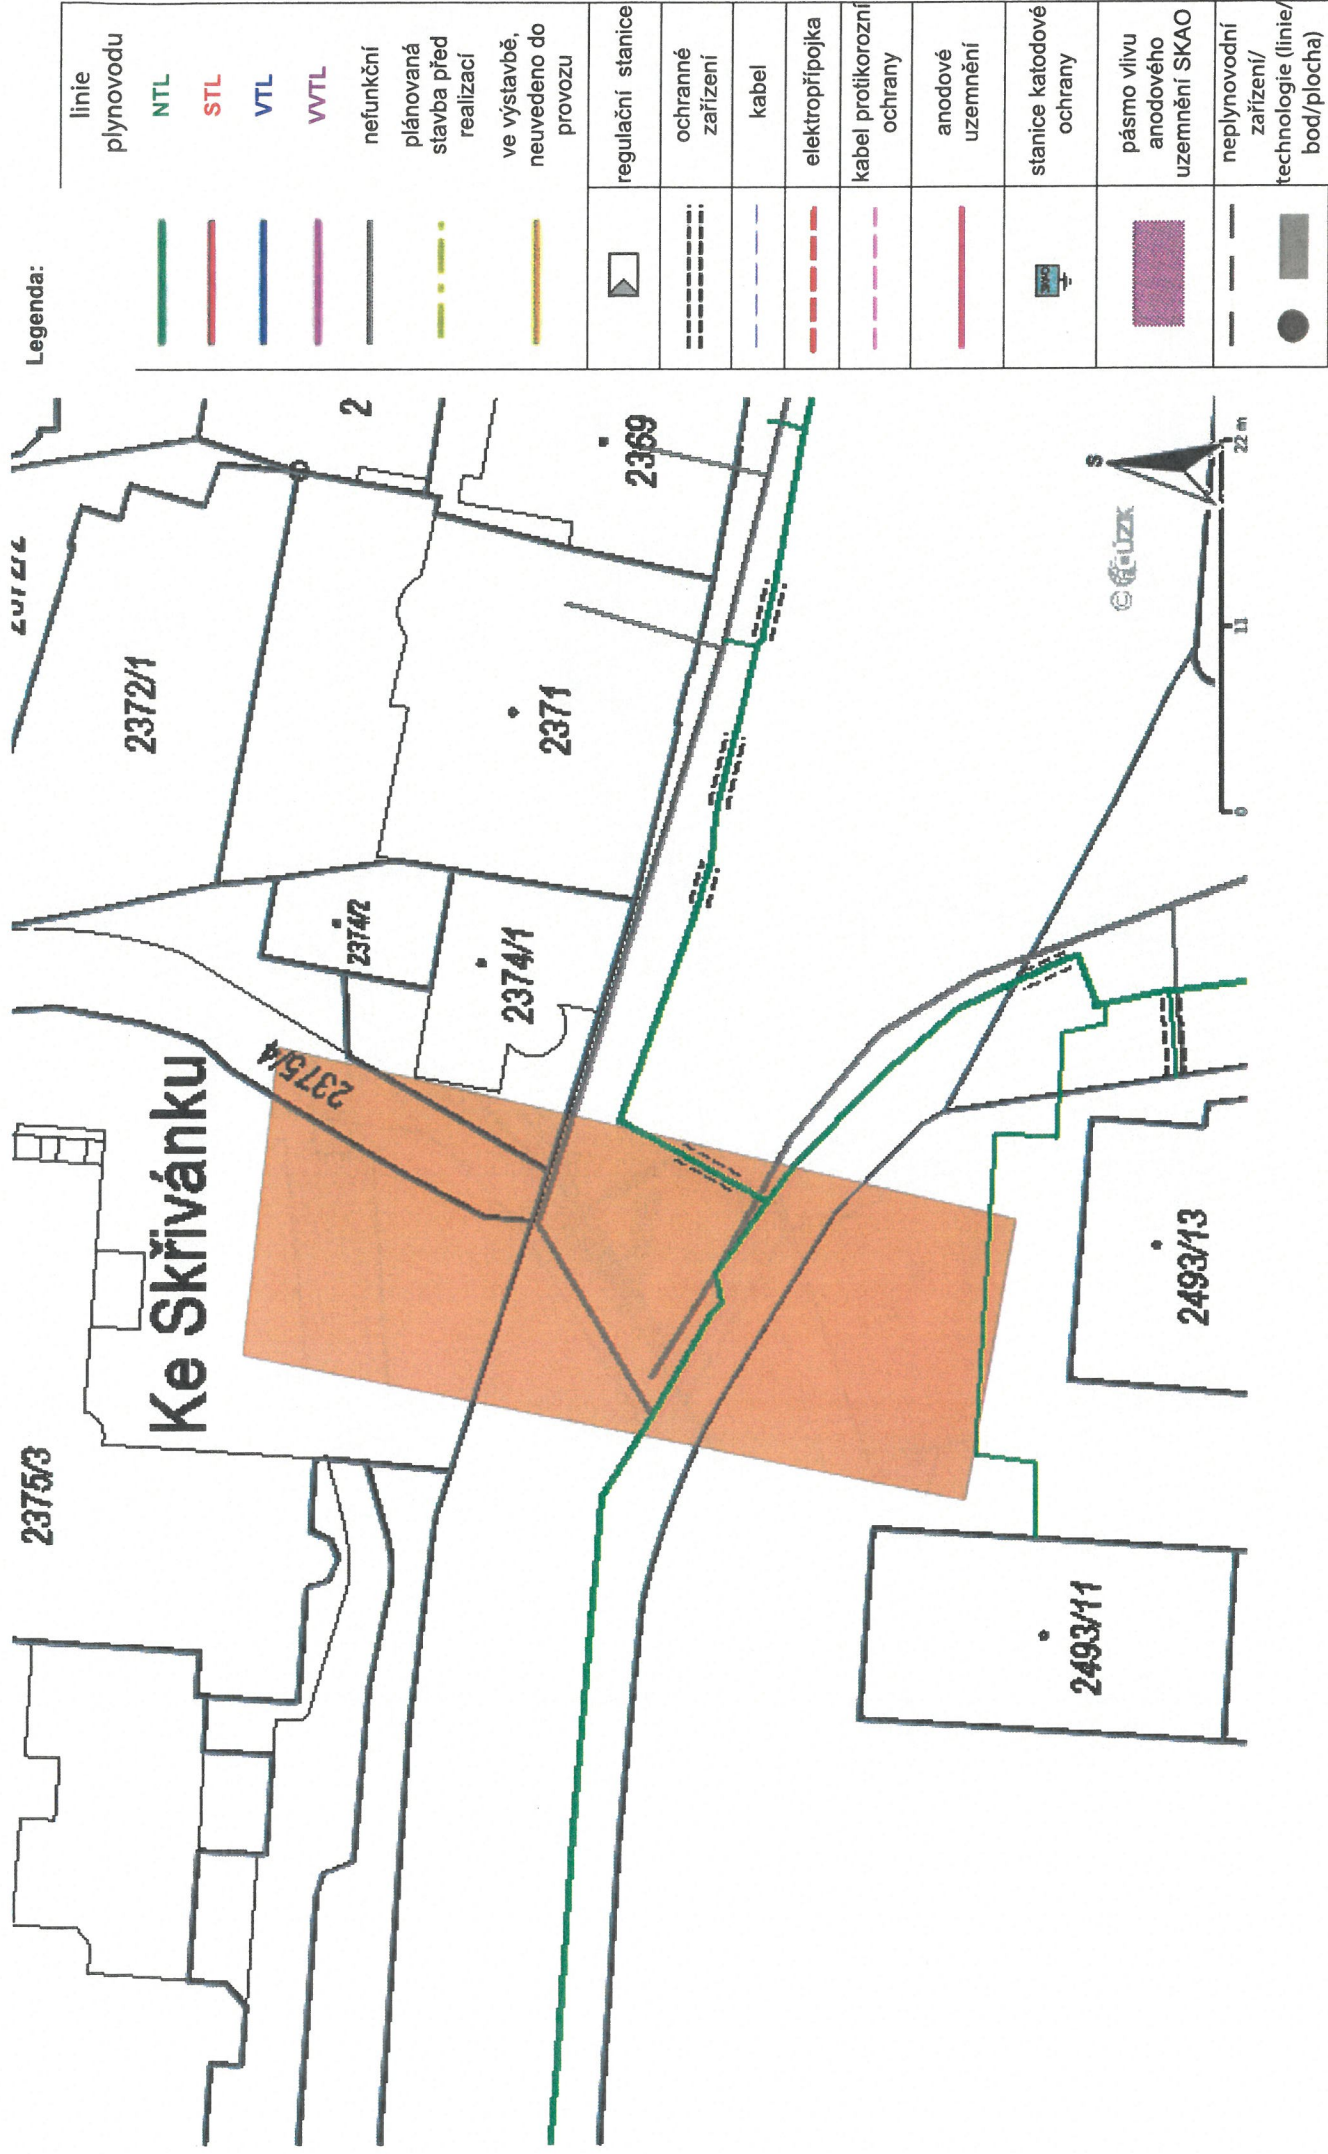 Legenda:
linie
plynovodu
NTL
STL
VTL
VVTL
nefunkční
plánovaná
stavba před
realizací
ve výstavbě,
neuvedeno do
provozu
regulační stanice
ochranné
zařízení
kabel
elektropřípojka
kabel protikorozní
ochrany
anodové
uzemnění
SKAO
stanice katodové
ochrany
pásmo vlivu
anodového
uzemnění SKAO
neplynovodní
zařízení/
technologie (linie/
bod/plocha)
2375/3
Ke Skřivánku
2375/4
2374/2
2374/1
2372/1
2372/2
2371
2
2369
2493/11
2493/13
S
0
11
22 m